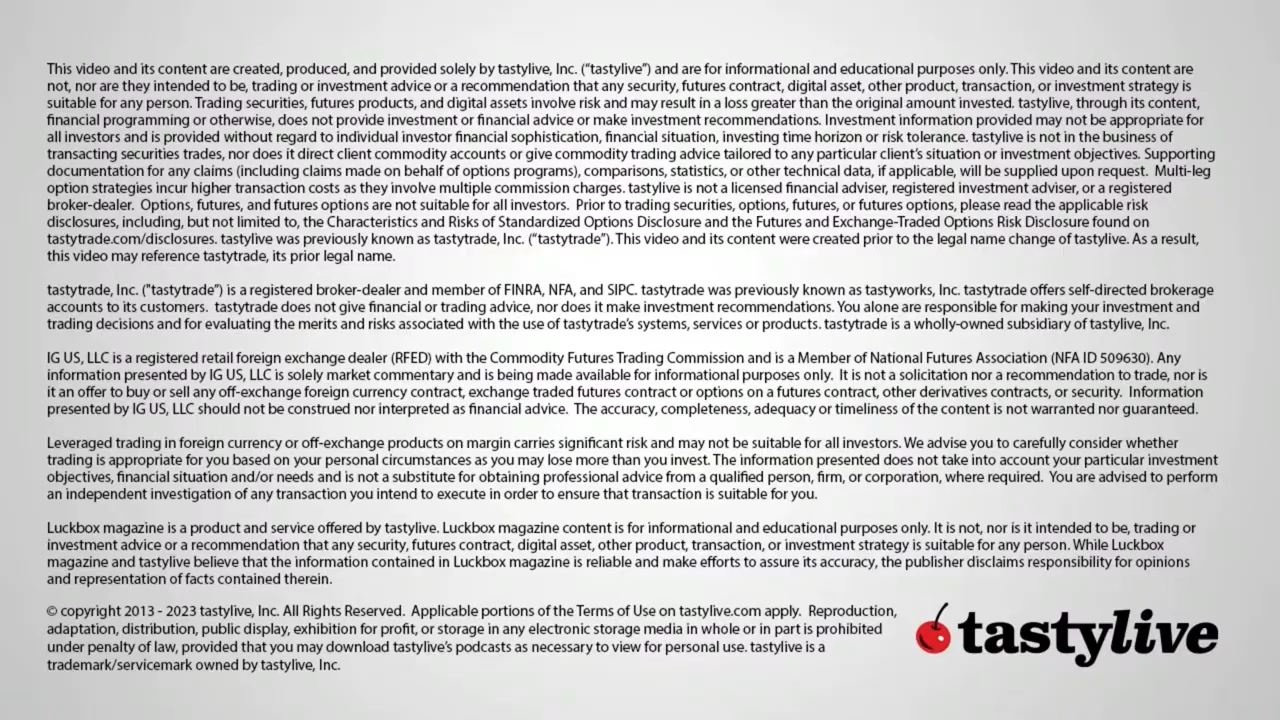 This video and its content are created, produced, and provided solely by tastylive, Inc. (“tastylive”) and are for informational and educational purposes only. This video and its content are
not, nor are they intended to be, trading or investment advice or a recommendation that any security, futures contract, digital asset, other product, transaction, or investment strategy is
suitable for any person. Trading securities, futures products, and digital assets involve risk and may result in a loss greater than the original amount invested. tastylive, through its content,
financial programming or otherwise, does not provide investment or financial advice or make investment recommendations. Investment information provided may not be appropriate for
all investors and is provided without regard to individual investor financial sophistication, financial situation, investing time horizon or risk tolerance. tastylive is not in the business of
transacting securities trades, nor does it direct client commodity accounts or give commodity trading advice tailored to any particular client’s situation or investment objectives. Supporting
documentation for any claims (including claims made on behalf of options programs), comparisons, statistics, or other technical data, if applicable, will be supplied upon request. Multi-leg
option strategies incur higher transaction costs as they involve multiple commission charges. tastylive is not a licensed financial adviser, registered investment adviser, or a registered
broker-dealer. Options, futures, and futures options are not suitable for all investors. Prior to trading securities, options, futures, or futures options, please read the applicable risk
disclosures, including, but not limited to, the Characteristics and Risks of Standardized Options Disclosure and the Futures and Exchange-Traded Options Risk Disclosure found on
tastytrade.com/disclosures. tastylive was previously known as tastytrade, Inc. (“tastytrade”). This video and its content were created prior to the legal name change of tastylive. As a result,
this video may reference tastytrade, its prior legal name.
tastytrade, Inc. ("tastytrade”) is a registered broker-dealer and member of FINRA, NFA, and SIPC. tastytrade was previously known as tastyworks, Inc. tastytrade offers self-directed brokerage
accounts to its customers. tastytrade does not give financial or trading advice, nor does it make investment recommendations. You alone are responsible for making your investment and
trading decisions and for evaluating the merits and risks associated with the use of tastytrade’s systems, services or products. tastytrade is a wholly-owned subsidiary of tastylive, Inc.
IG US, LLC is a registered retail foreign exchange dealer (RFED) with the Commodity Futures Trading Commission and is a Member of National Futures Association (NFA ID 509630). Any
information presented by IG US, LLC is solely market commentary and is being made available for informational purposes only. It is not a solicitation nor a recommendation to trade, nor is
it an offer to buy or sell any off-exchange foreign currency contract, exchange traded futures contract or options on a futures contract, other derivatives contracts, or security. Information
presented by IG US, LLC should not be construed nor interpreted as financial advice. The accuracy, completeness, adequacy or timeliness of the content is not warranted nor guaranteed.
Leveraged trading in foreign currency or off-exchange products on margin carries significant risk and may not be suitable for all investors. We advise you to carefully consider whether
trading is appropriate for you based on your personal circumstances as you may lose more than you invest. The information presented does not take into account your particular investment
objectives, financial situation and/or needs and is not a substitute for obtaining professional advice from a qualified person, firm, or corporation, where required. You are advised to perform
an independent investigation of any transaction you intend to execute in order to ensure that transaction is suitable for you.
Luckbox magazine is a product and service offered by tastylive. Luckbox magazine content is for informational and educational purposes only. It is not, nor is it intended to be, trading or
investment advice or a recommendation that any security, futures contract, digital asset, other product, transaction, or investment strategy is suitable for any person. While Luckbox
magazine and tastylive believe that the information contained in Luckbox magazine is reliable and make efforts to assure its accuracy, the publisher disclaims responsibility for opinions
and representation of facts contained therein.
© copyright 2013 - 2023 tastylive, Inc. All Rights Reserved. Applicable portions of the Terms of Use on tastylive.com apply. Reproduction,
adaptation, distribution, public display, exhibition for profit, or storage in any electronic storage media in whole or in part is prohibited
under penalty of law, provided that you may download tastylive’s podcasts as necessary to view for personal use. tastylive is a
trademark/servicemark owned by tastylive, Inc.
tastylive